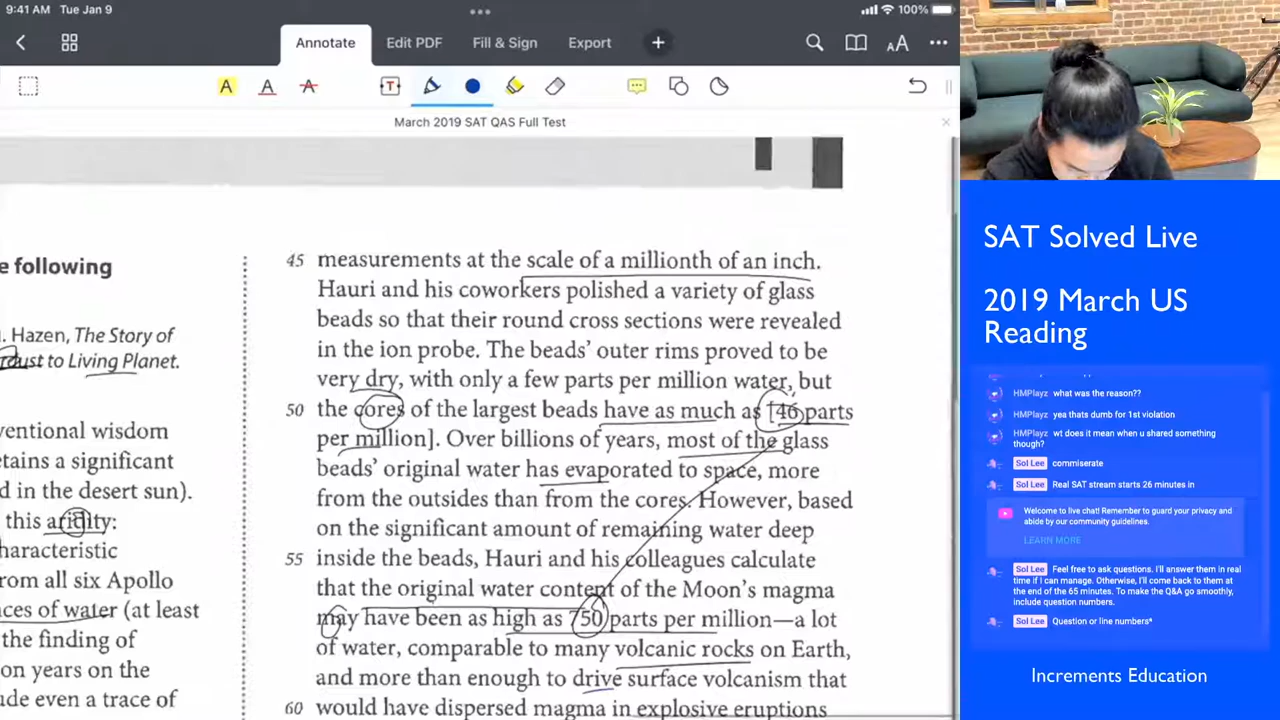 9:41 AM Tue Jan 9
100%
Annotate
Edit PDF
Fill & Sign
Export
March 2019 SAT QAS Full Test
e following
. Hazen, The Story of
to Living Planet.
ventional wisdom
etains a significant
d in the desert sun).
this aridity:
haracteristic
rom all six Apollo
nces of water (at least
the finding of
on years on the
ude even a trace of
45 measurements at the scale of a millionth of an inch.
Hauri and his coworkers polished a variety of glass
beads so that their round cross sections were revealed
in the ion probe. The beads' outer rims proved to be
very dry, with only a few parts per million water, but
50 the cores of the largest beads have as much as [46 parts
per million]. Over billions of years, most of the glass
beads' original water has evaporated to space, more
from the outsides than from the cores. However, based
on the significant amount of remaining water deep
55 inside the beads, Hauri and his colleagues calculate
that the original water content of the Moon's magma
may have been as high as 750 parts per million—a lot
of water, comparable to many volcanic rocks on Earth,
and more than enough to drive surface volcanism that
60 would have dispersed magma in explosive eruptions
SAT Solved Live
2019 March US
Reading
HMPlayz what was the reason??
HMPlayz yea thats dumb for 1st violation
HMPlayz wt does it mean when u shared something
though?
Sol Lee commiserate
Sol Lee Real SAT stream starts 26 minutes in
Welcome to live chat! Remember to guard your privacy and
abide by our community guidelines.
LEARN MORE
Sol Lee Feel free to ask questions. I'll answer them in real
time if I can manage. Otherwise, I'll come back to them at
the end of the 65 minutes. To make the Q&A go smoothly,
include question numbers.
Sol Lee Question or line numbers*
Increments Education